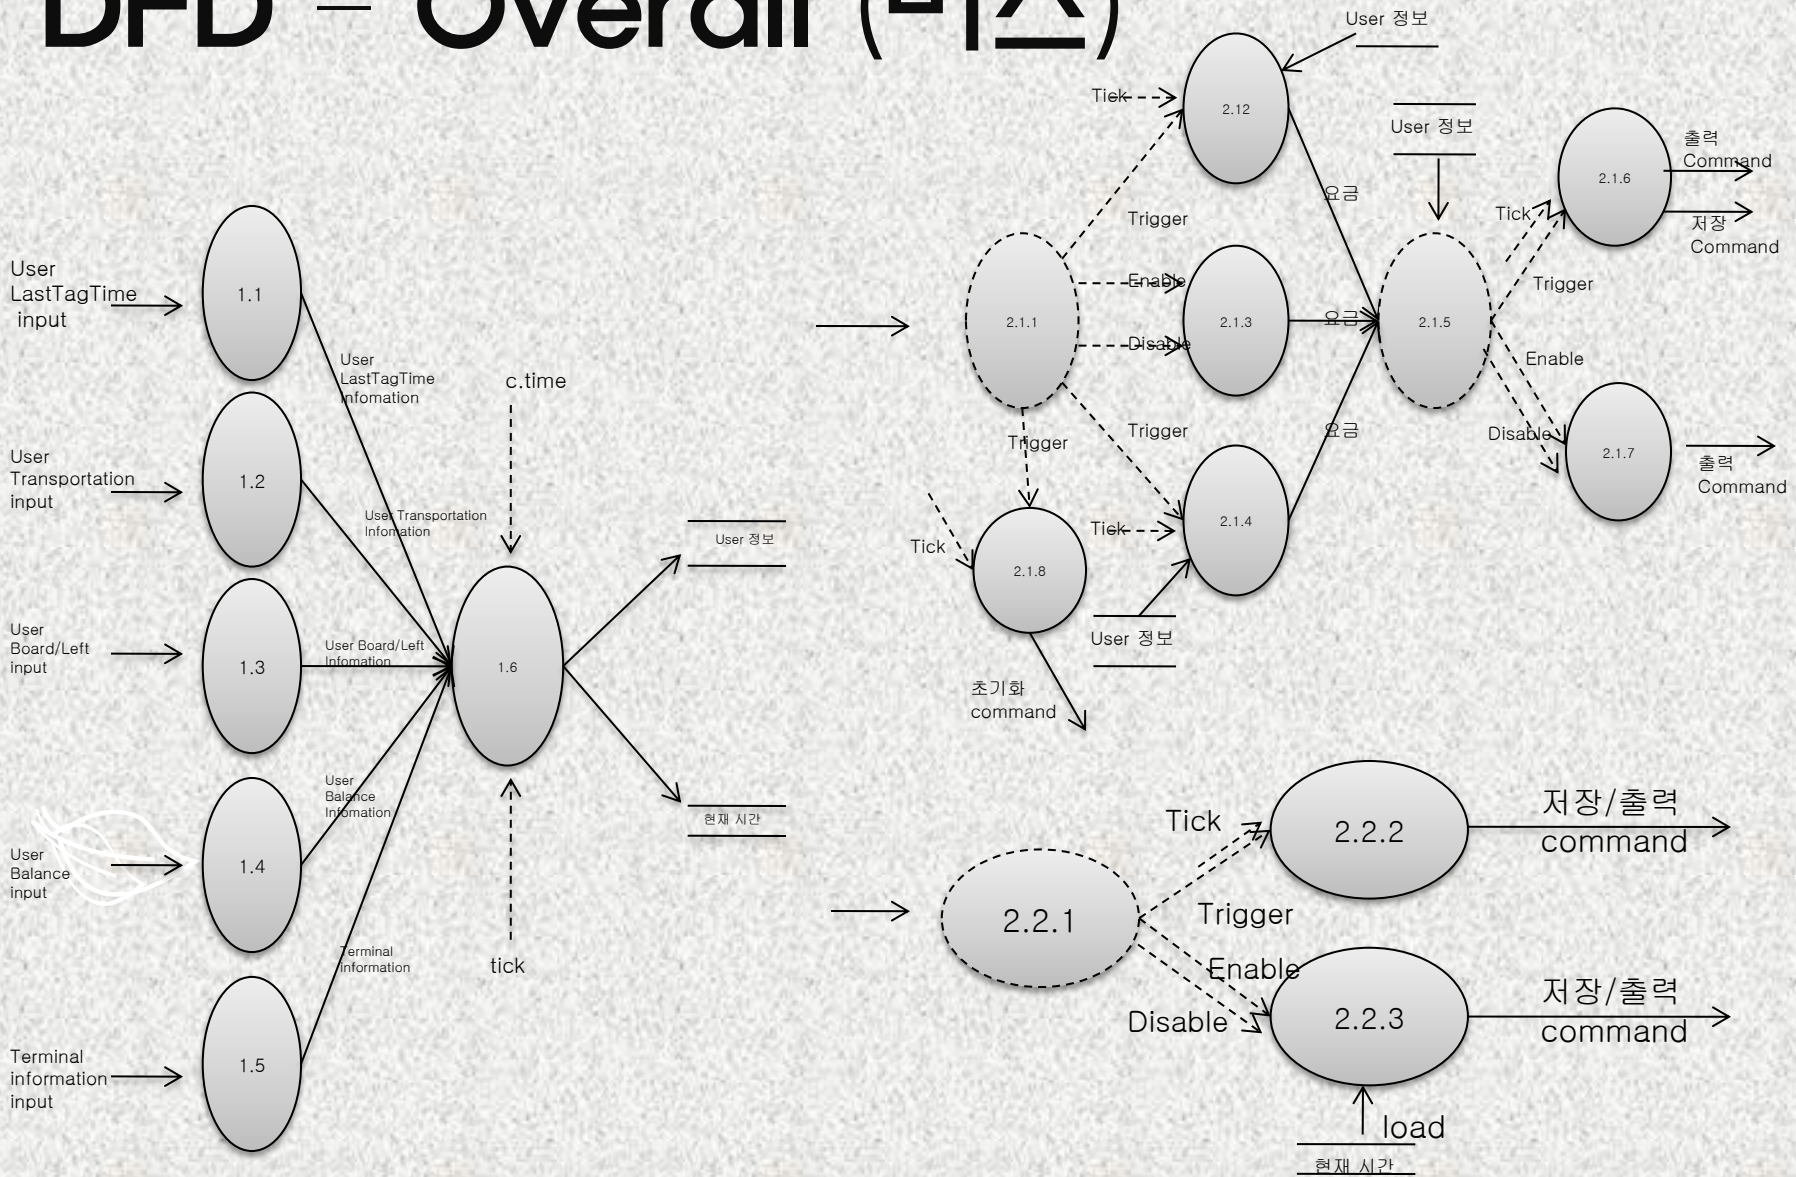 DFD – Overall (버스)
User
LastTagTime
input
1.1
User
LastTagTime
Infomation
User
Transportation
input
1.2
User Transportation
Infomation
User
Board/Left
input
1.3
User Board/Left
Infomation
User
Balance
input
1.4
User
Balance
Infomation
Terminal
information
input
1.5
Terminal
information
c.time
1.6
tick
User 정보
현재 시간
User 정보
Tick
2.12
요금
Trigger
Enable
Disable
2.1.1
2.1.3
요금
Trigger
Trigger
Tick
2.1.8
초기화
command
Tick
2.1.4
요금
User 정보
User 정보
2.1.5
Tick
Trigger
2.1.6
출력
Command
저장
Command
Enable
Disable
2.1.7
출력
Command
2.2.1
Tick
Trigger
2.2.2
저장/출력
command
Enable
Disable
2.2.3
저장/출력
command
load
현재 시간